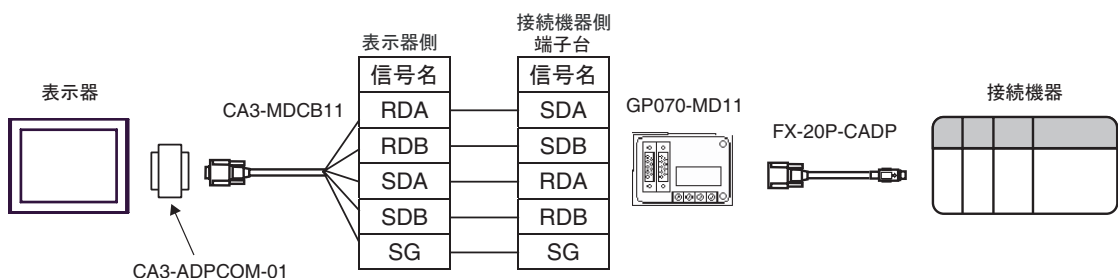 表示器
CA3-ADPCOM-01
CA3-MDCB11
表示器側
信号名
RDA
RDB
SDA
SDB
SG
接続機器側
端子台
信号名
SDA
SDB
RDA
RDB
SG
GP070-MD11
FX-20P-CADP
接続機器